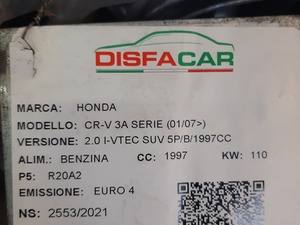 DISFACAR
MARCA: HONDA
MODELLO: CR-V 3A SERIE (01/07>)
VERSIONE: 2.0 I-VTEC SUV 5P/B/1997CC
ALIM.: BENZINA CC: 1997 KW: 110
P5: R20A2
EMISSIONE: EURO 4
NS: 2553/2021